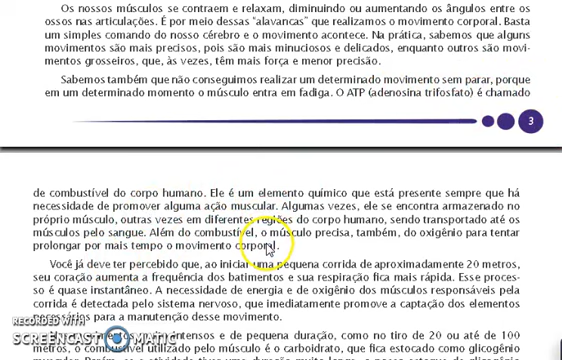 Os nossos músculos se contraem e relaxam, diminuindo ou aumentando os ângulos entre os
ossos nas articulações. É por meio dessas "alavancas" que realizamos o movimento corporal. Basta
um simples comando do nosso cérebro e o movimento acontece. Na prática, sabemos que alguns
movimentos são mais precisos, pois são mais minuciosos e delicados, enquanto outros são movi-
mentos grosseiros, que, às vezes, têm mais força e menor precisão.
Sabemos também que não conseguimos realizar um determinado movimento sem parar, porque
em um determinado momento o músculo entra em fadiga. O ATP (adenosina trifosfato) é chamado
3
de combustível do corpo humano. Ele é um elemento químico que está presente sempre que há
necessidade de promover alguma ação muscular. Algumas vezes, ele se encontra armazenado no
próprio músculo, outras vezes em diferentes regiões do corpo humano, sendo transportado até os
músculos pelo sangue. Além do combustível, o músculo precisa, também, do oxigênio para tentar
prolongar por mais tempo o movimento corporal.
Você já deve ter percebido que, ao iniciar uma pequena corrida de aproximadamente 20 metros,
seu coração aumenta a frequência dos batimentos e sua respiração fica mais rápida. Esse proces-
so é quase instantâneo. A necessidade de energia e de oxigênio dos músculos responsáveis pela
corrida é detectada pelo sistema nervoso, que imediatamente promove a captação dos elementos
para a manutenção desse movimento.
RECORDED WITH
SCREENCAST MATIC
intensos e de pequena duração, como no tiro de 20 ou até de 100
metros, o combustível utilizado pelo músculo é o carboidrato, que fica estocado como glicogênio